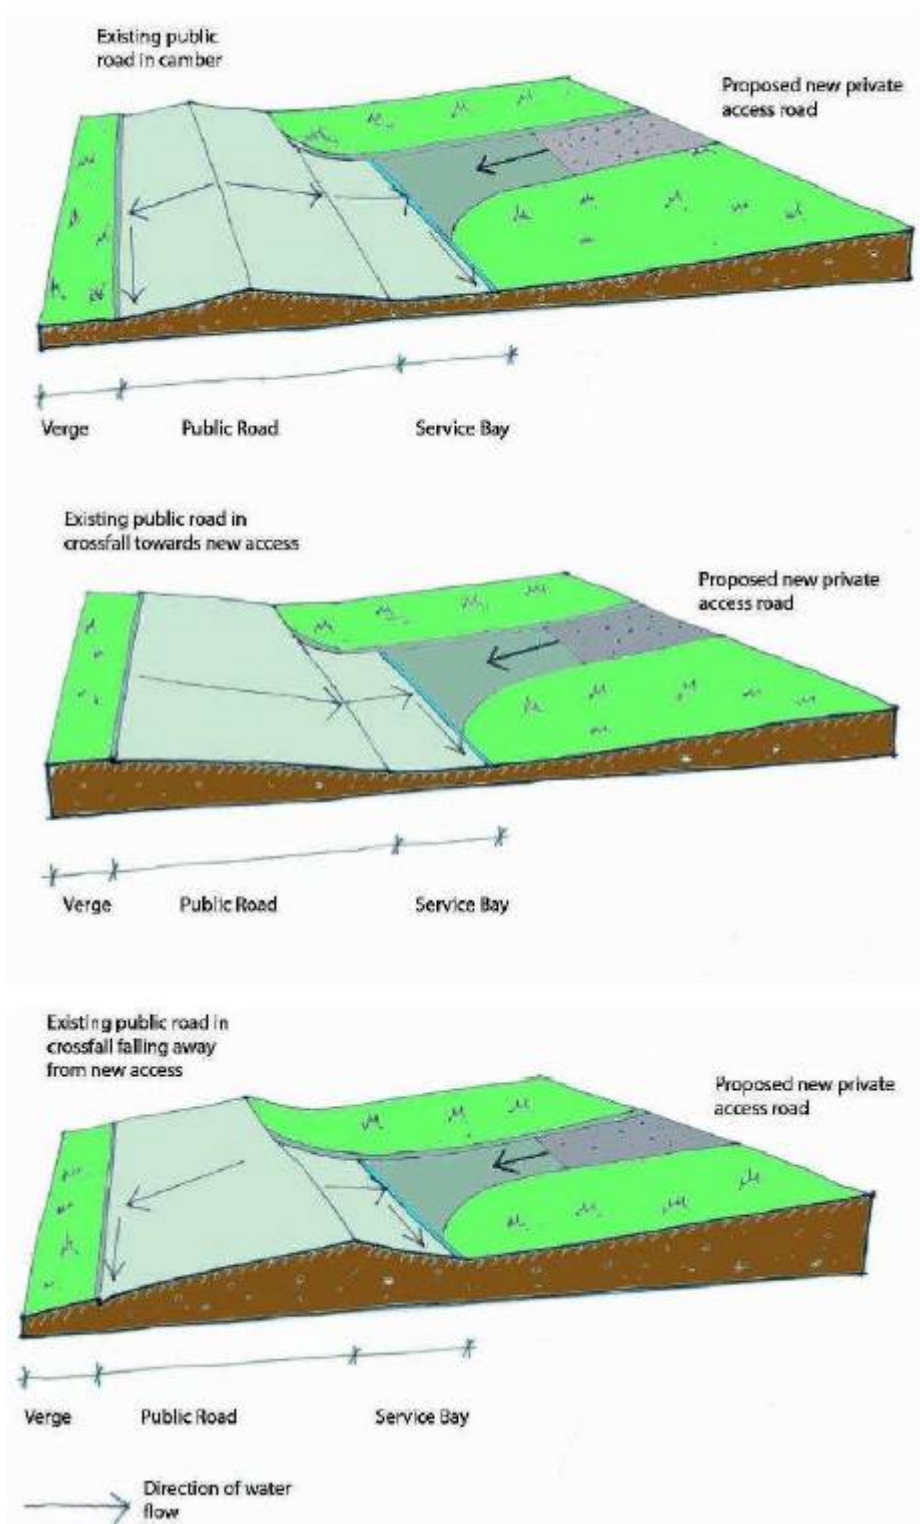 Existing public
road in camber
Proposed new private
access road
Verge
Public Road
Service Bay
Existing public road in
crossfall towards new access
Proposed new private
access road
Verge
Public Road
Service Bay
Existing public road in
crossfall falling away
from new access
Proposed new private
access road
Verge
Public Road
Service Bay
Direction of water
flow